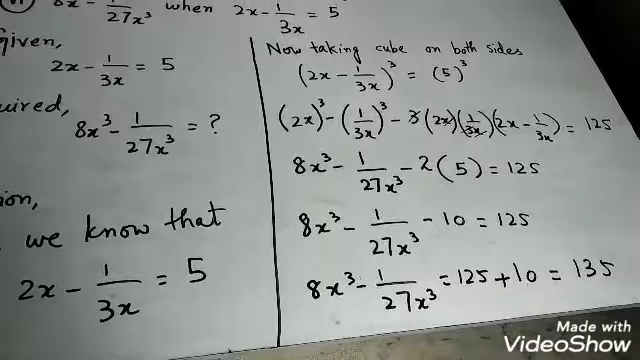 8x³ - 1/27x³ when 2x - 1/3x = 5
Given,
2x - 1/3x = 5
8x³ - 1/27x³ = ?
we know that
2x - 1/3x = 5
Now taking cube on both sides
(2x - 1/3x)³ = (5)³
(2x)³ - (1/3x)³ - 3(2x)(1/3x)(2x - 1/3x) = 125
8x³ - 1/27x³ - 2(5) = 125
8x³ - 1/27x³ - 10 = 125
8x³ - 1/27x³ = 125 + 10 = 135
Made with
VideoShow